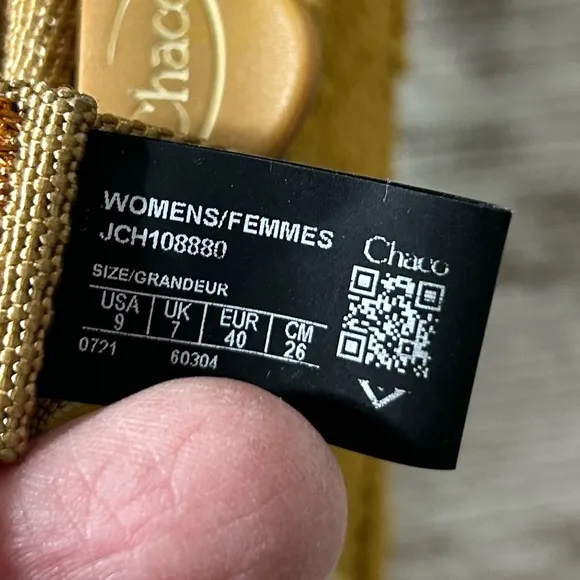 Chaco
WOMENS/FEMMES
JCH108880
Chaco
SIZE/GRANDEUR
USA UK EUR CM
9 7 40 26
0721 60304